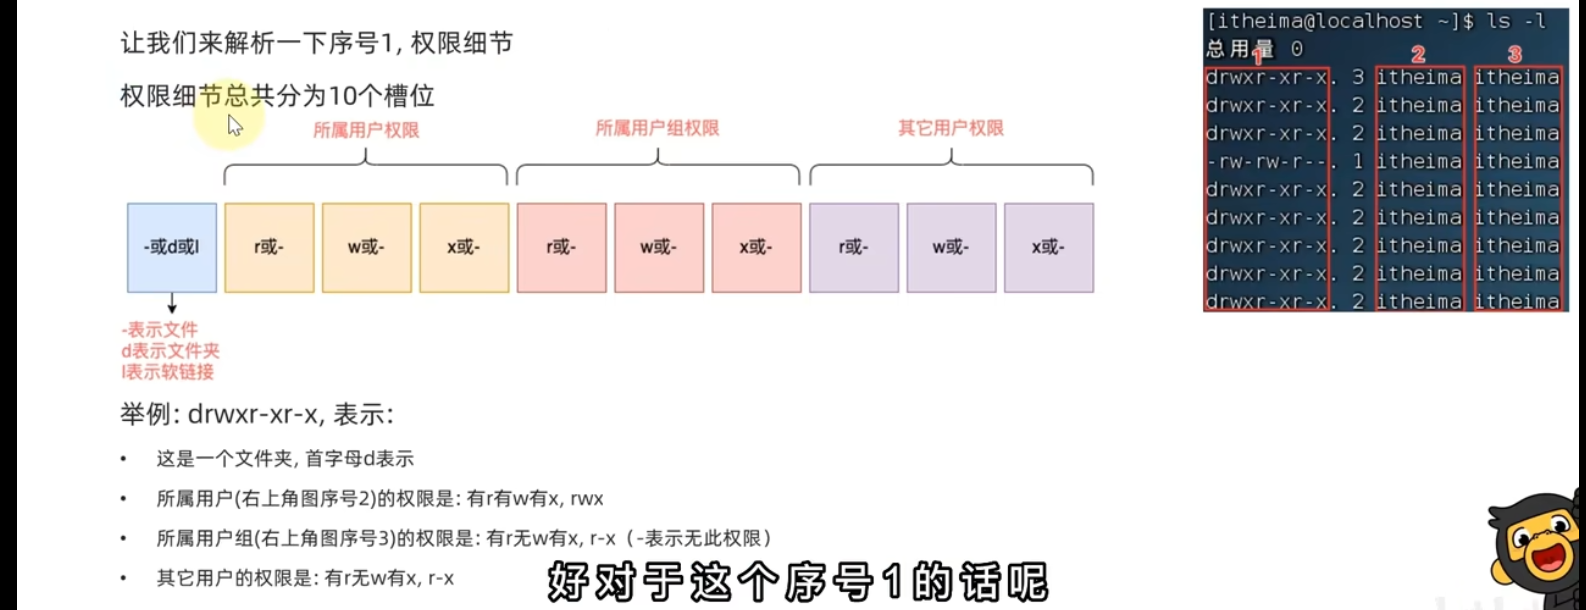 让我们来解析一下序号1, 权限细节
权限细节总共分为10个槽位
所属用户权限
所属用户组权限
其它用户权限
-或d或l
r或-
w或-
x或-
r或-
w或-
x或-
r或-
w或-
x或-
-表示文件
d表示文件夹
l表示软链接
举例: drwxr-xr-x, 表示:
• 这是一个文件夹, 首字母d表示
• 所属用户(右上角图序号2)的权限是: 有r有w有x, rwx
• 所属用户组(右上角图序号3)的权限是: 有r无w有x, r-x（-表示无此权限）
• 其它用户的权限是: 有r无w有x, r-x
好对于这个序号1的话呢
[itheima@localhost ~]$ ls -l
总用量 0
1
2
3
drwxr-xr-x. 3 itheima itheima
drwxr-xr-x. 2 itheima itheima
drwxr-xr-x. 2 itheima itheima
-rw-rw-r--. 1 itheima itheima
drwxr-xr-x. 2 itheima itheima
drwxr-xr-x. 2 itheima itheima
drwxr-xr-x. 2 itheima itheima
drwxr-xr-x. 2 itheima itheima
drwxr-xr-x. 2 itheima itheima